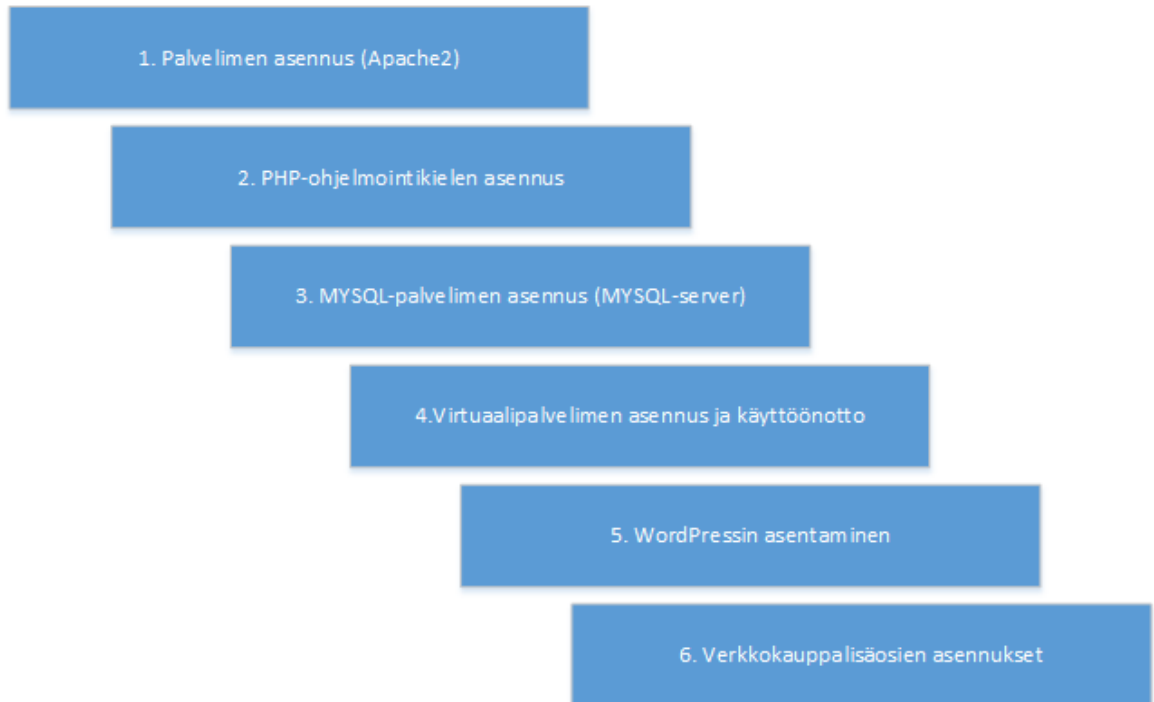 1. Palvelimen asennus (Apache2)
2. PHP-ohjelmointikielen asennus
3. MYSQL-palvelimen asennus (MYSQL-server)
4.Virtuaalipalvelimen asennus ja käyttöönotto
5. WordPressin asentaminen
6. Verkkokauppalisäosien asennukset